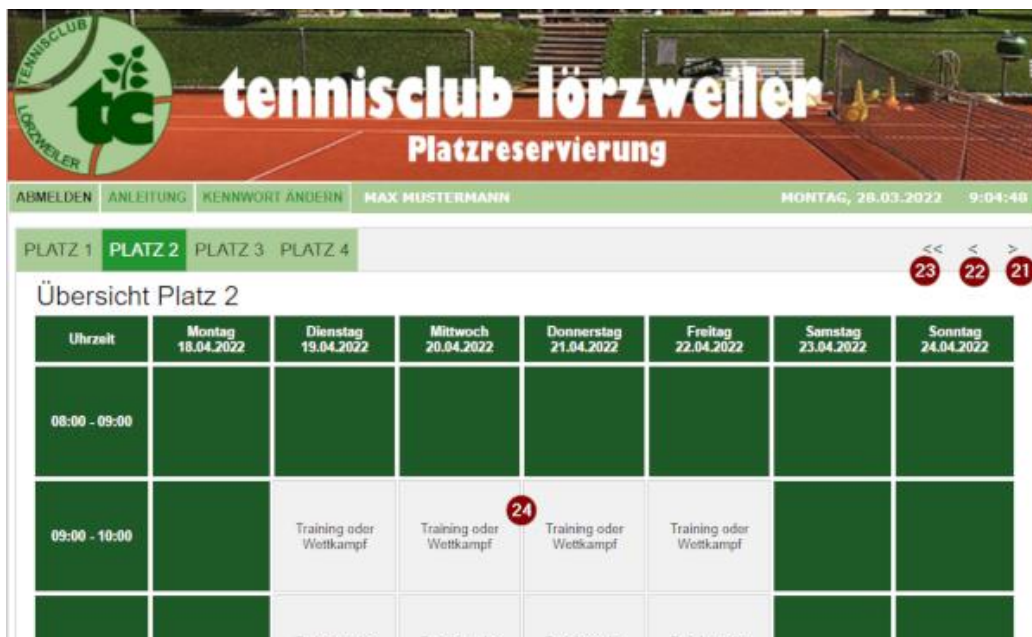 TENNISCLUB
LÖRZWEILER
tc
tennisclub lörzweiler
Platzreservierung
ABMELDEN ANLEITUNG KENNWORT ÄNDERN MAX MUSTERMANN MONTAG, 28.03.2022 9:04:48
PLATZ 1 PLATZ 2 PLATZ 3 PLATZ 4 << < >
23 22 21
Übersicht Platz 2
Uhrzeit Montag Dienstag Mittwoch Donnerstag Freitag Samstag Sonntag
18.04.2022 19.04.2022 20.04.2022 21.04.2022 22.04.2022 23.04.2022 24.04.2022
08:00 - 09:00
24
09:00 - 10:00 Training oder Training oder Training oder Training oder
Wettkampf Wettkampf Wettkampf Wettkampf